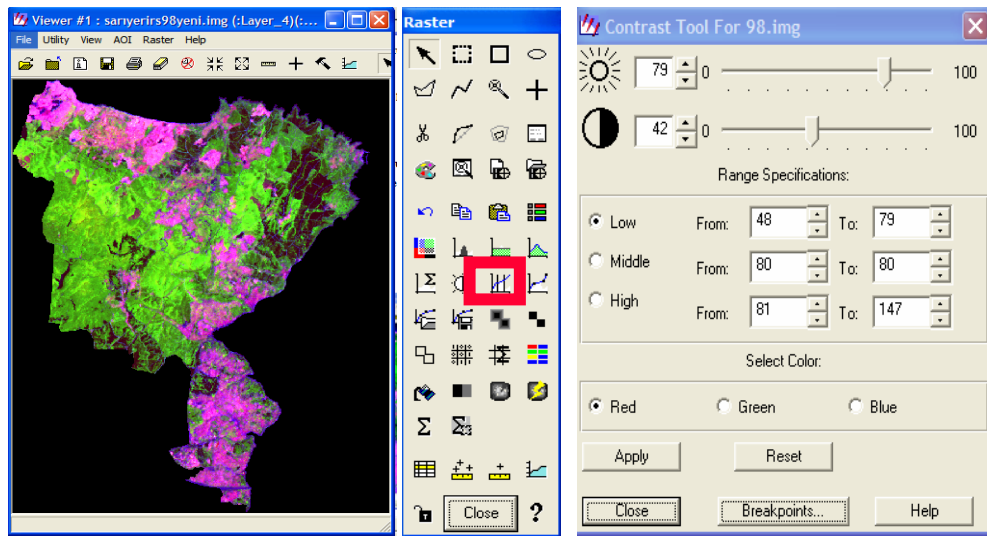 Viewer #1 : sarıyerirs98yeni.img (:Layer_4)(:...
File Utility View AOI Raster Help
Raster
Σ
Σ
Close ?
Contrast Tool For 98.img
79 0 100
42 0 100
Range Specifications:
Low From: 48 To: 79
Middle From: 80 To: 80
High From: 81 To: 147
Select Color:
Red Green Blue
Apply Reset
Close Breakpoints... Help